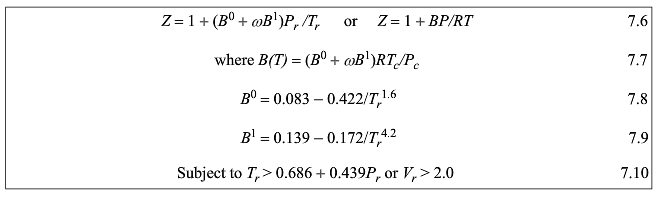 Z = 1 + (B⁰ + ωB¹)Pᵣ/Tᵣ or Z = 1 + BP/RT 7.6
where B(T) = (B⁰ + ωB¹)RT_c/P_c 7.7
B⁰ = 0.083 – 0.422/Tᵣ^1.6 7.8
B¹ = 0.139 – 0.172/Tᵣ^4.2 7.9
Subject to Tᵣ > 0.686 + 0.439Pᵣ or Vᵣ > 2.0 7.10